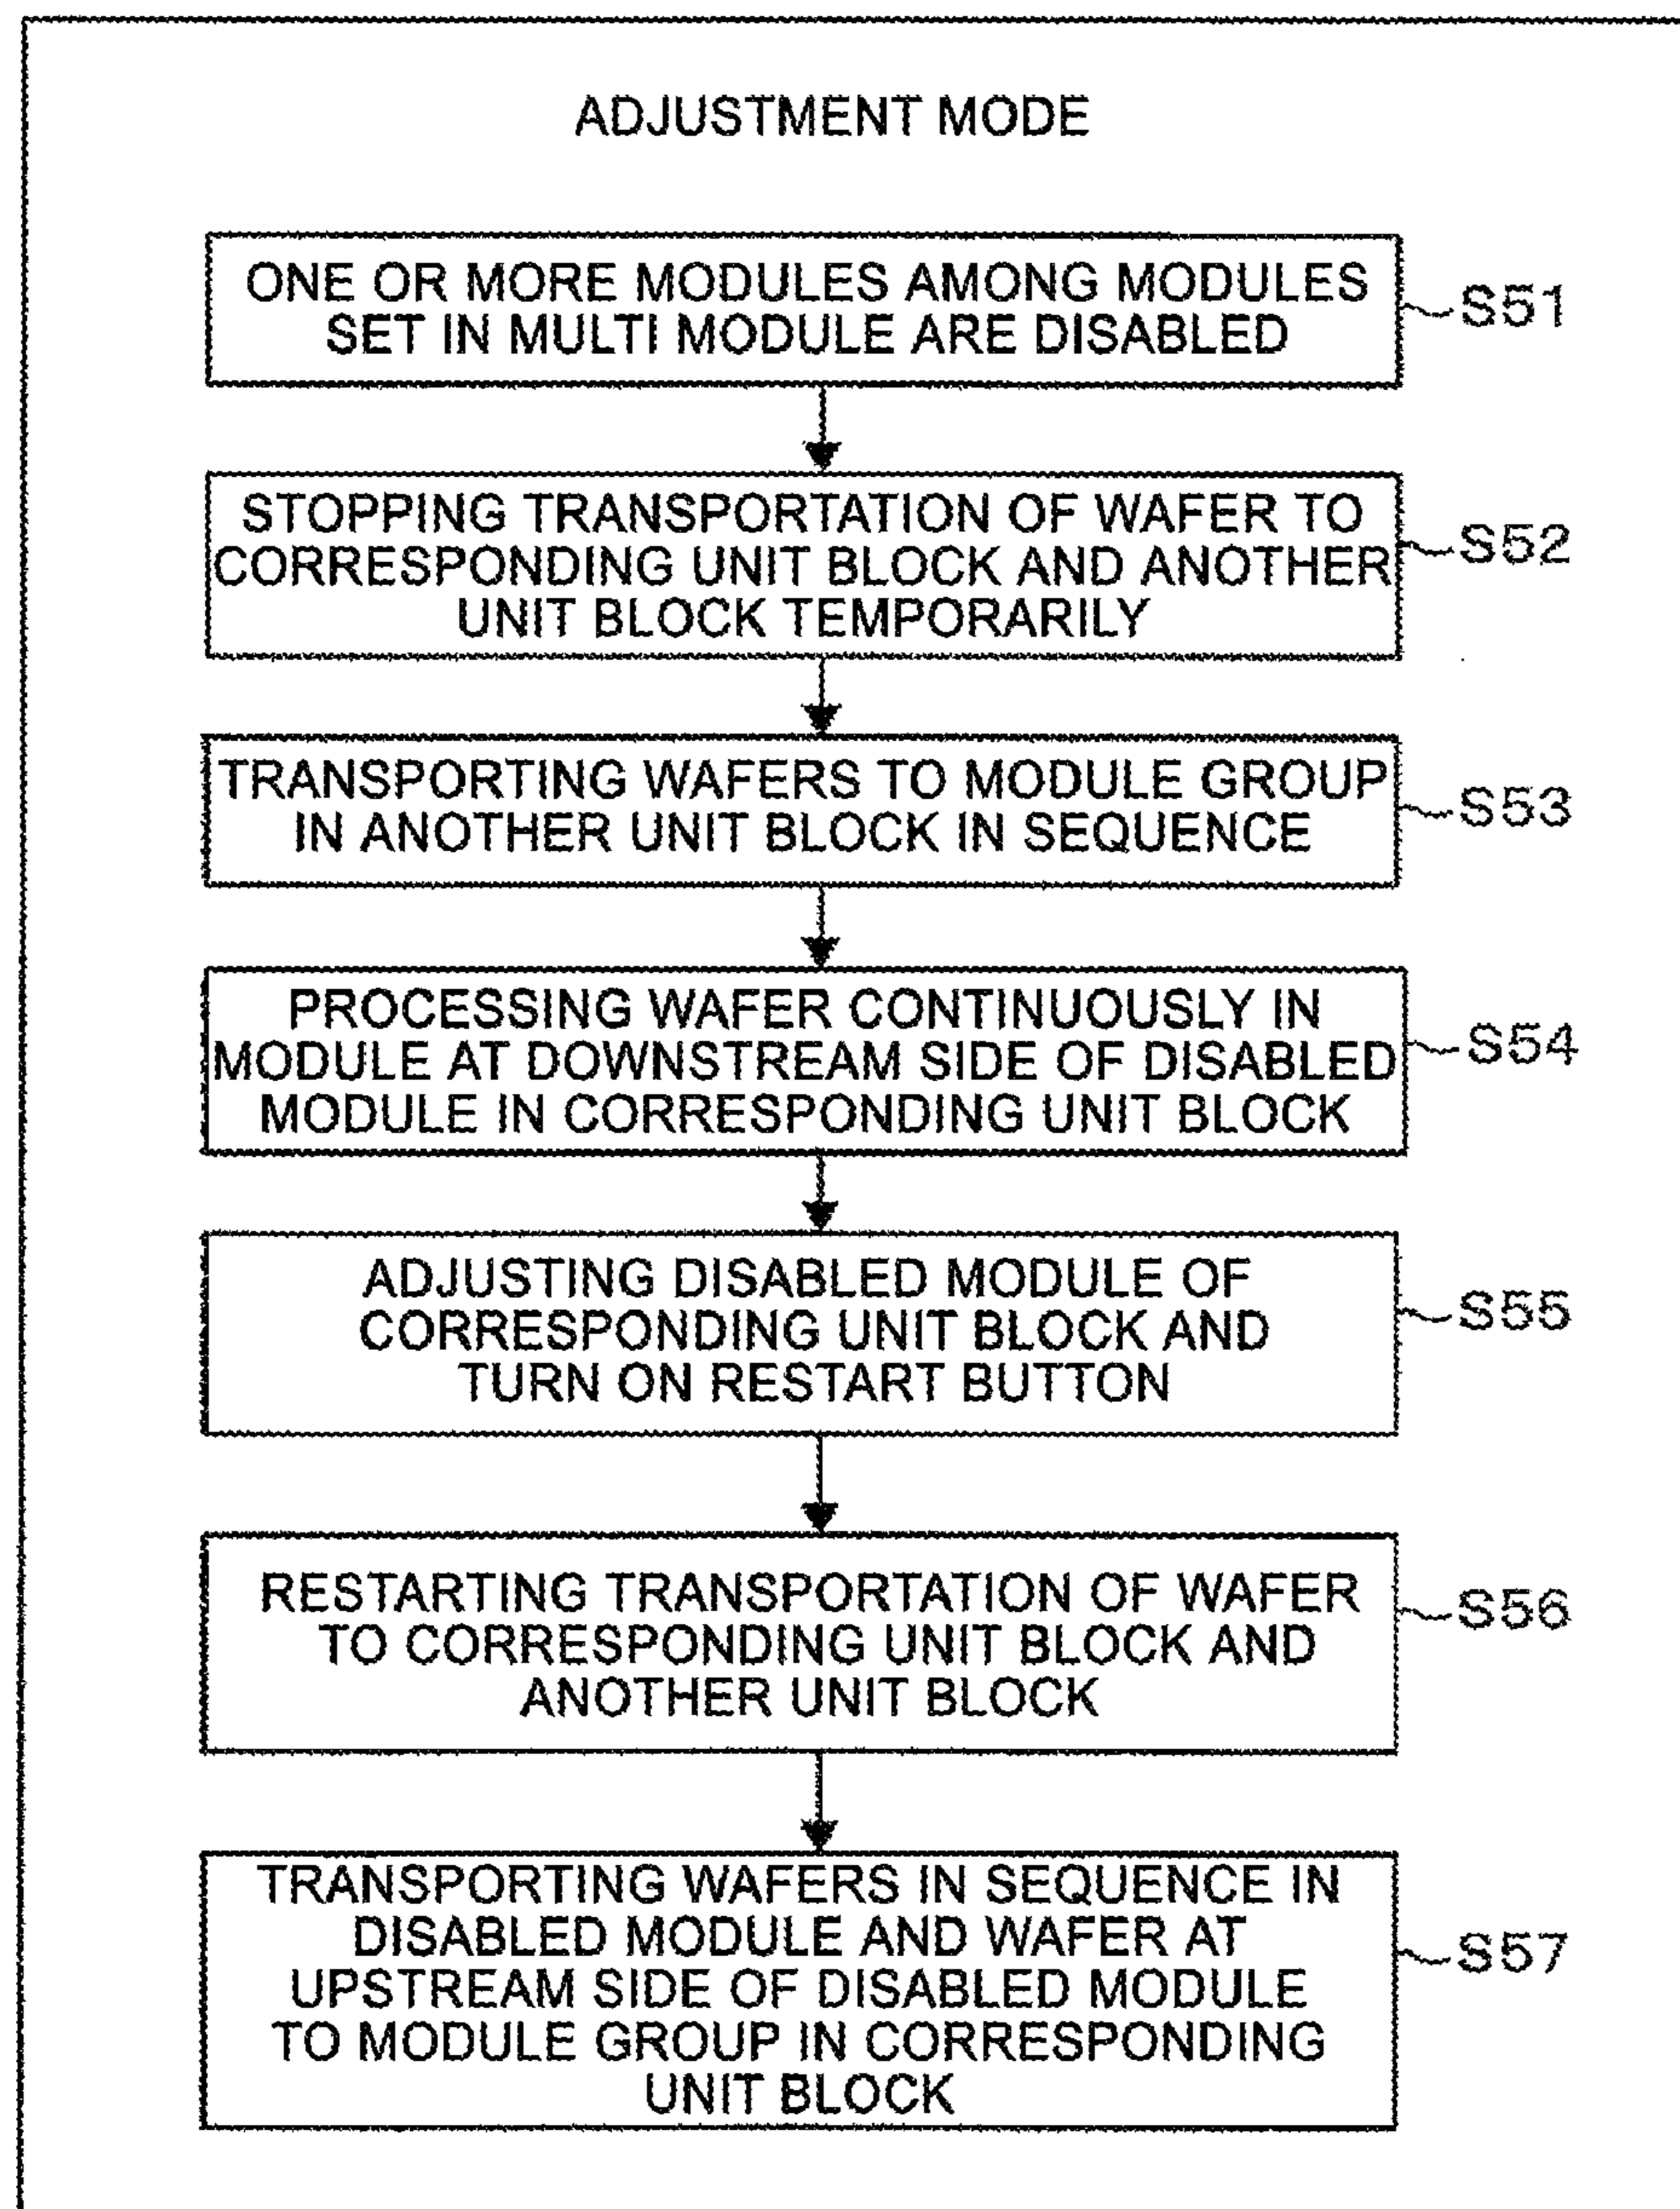 ADJUSTMENT MODE
ONE OR MORE MODULES AMONG MODULES
SET IN MULTI MODULE ARE DISABLED
S51
STOPPING TRANSPORTATION OF WAFER TO
CORRESPONDING UNIT BLOCK AND ANOTHER
UNIT BLOCK TEMPORARILY
S52
TRANSPORTING WAFERS TO MODULE GROUP
IN ANOTHER UNIT BLOCK IN SEQUENCE
S53
PROCESSING WAFER CONTINUOUSLY IN
MODULE AT DOWNSTREAM SIDE OF DISABLED
MODULE IN CORRESPONDING UNIT BLOCK
S54
ADJUSTING DISABLED MODULE OF
CORRESPONDING UNIT BLOCK AND
TURN ON RESTART BUTTON
S55
RESTARTING TRANSPORTATION OF WAFER
TO CORRESPONDING UNIT BLOCK AND
ANOTHER UNIT BLOCK
S56
TRANSPORTING WAFERS IN SEQUENCE IN
DISABLED MODULE AND WAFER AT
UPSTREAM SIDE OF DISABLED MODULE
TO MODULE GROUP IN CORRESPONDING
UNIT BLOCK
S57